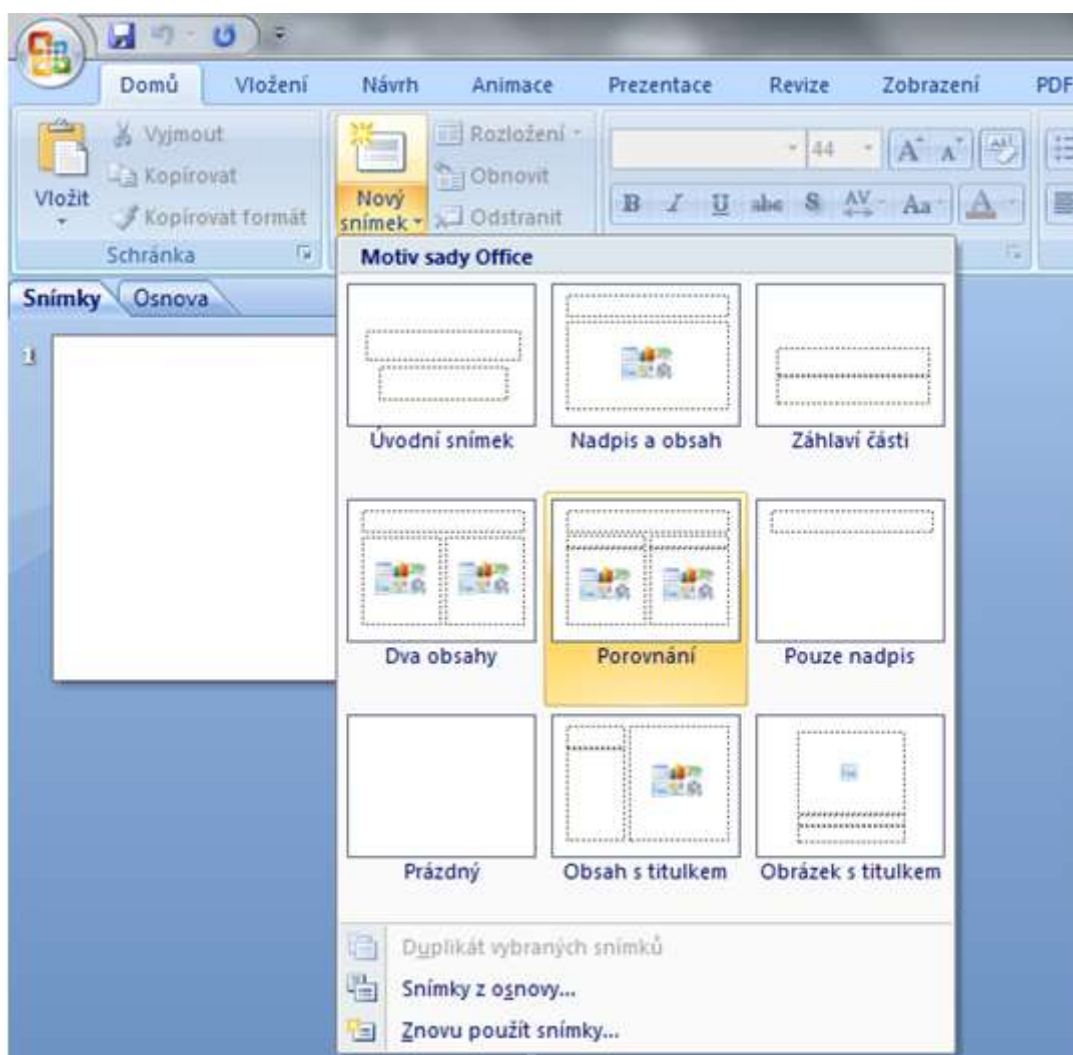 Domů Vložení Návrh Animace Prezentace Revize Zobrazení PDF
Vložit
Vyjmout
Kopírovat
Kopírovat formát
Schránka
Nový
snímek
Rozložení
Obnovit
Odstranit
44
A A
B I U abc S AV Aa A
Snímky Osnova
1
Motiv sady Office
Úvodní snímek Nadpis a obsah Záhlaví části
Dva obsahy Porovnání Pouze nadpis
Prázdný Obsah s titulkem Obrázek s titulkem
Duplikát vybraných snímků
Snímky z osnovy...
Znovu použít snímky...